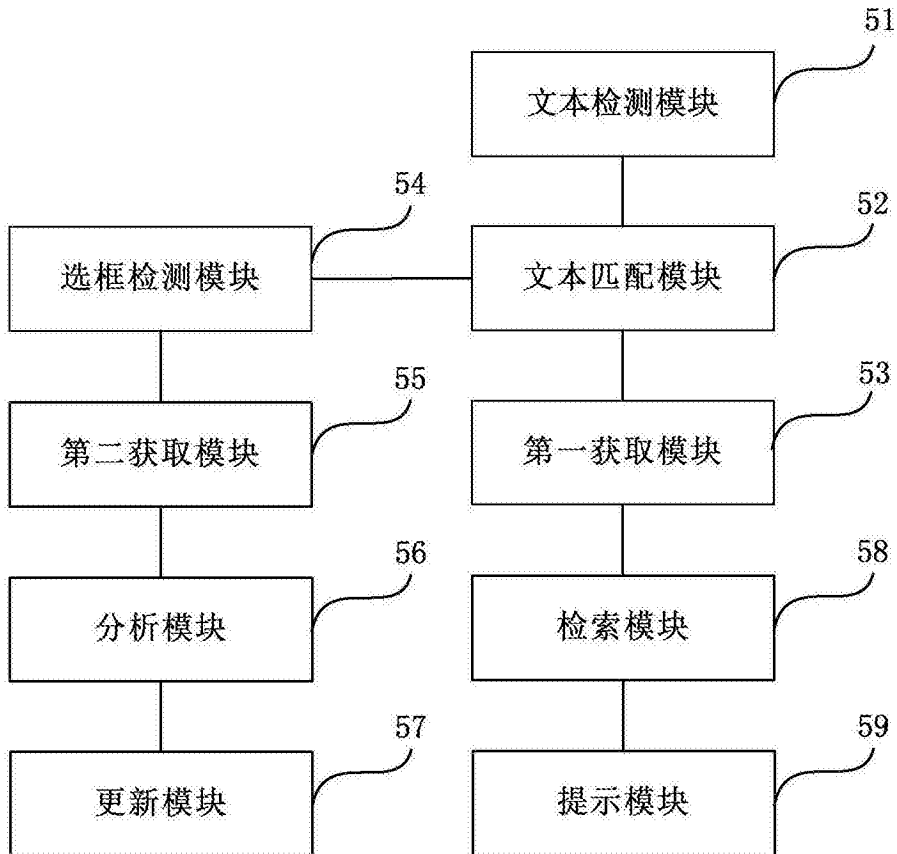 51
文本检测模块
54
52
选框检测模块
文本匹配模块
55
53
第二获取模块
第一获取模块
56
58
分析模块
检索模块
57
59
更新模块
提示模块